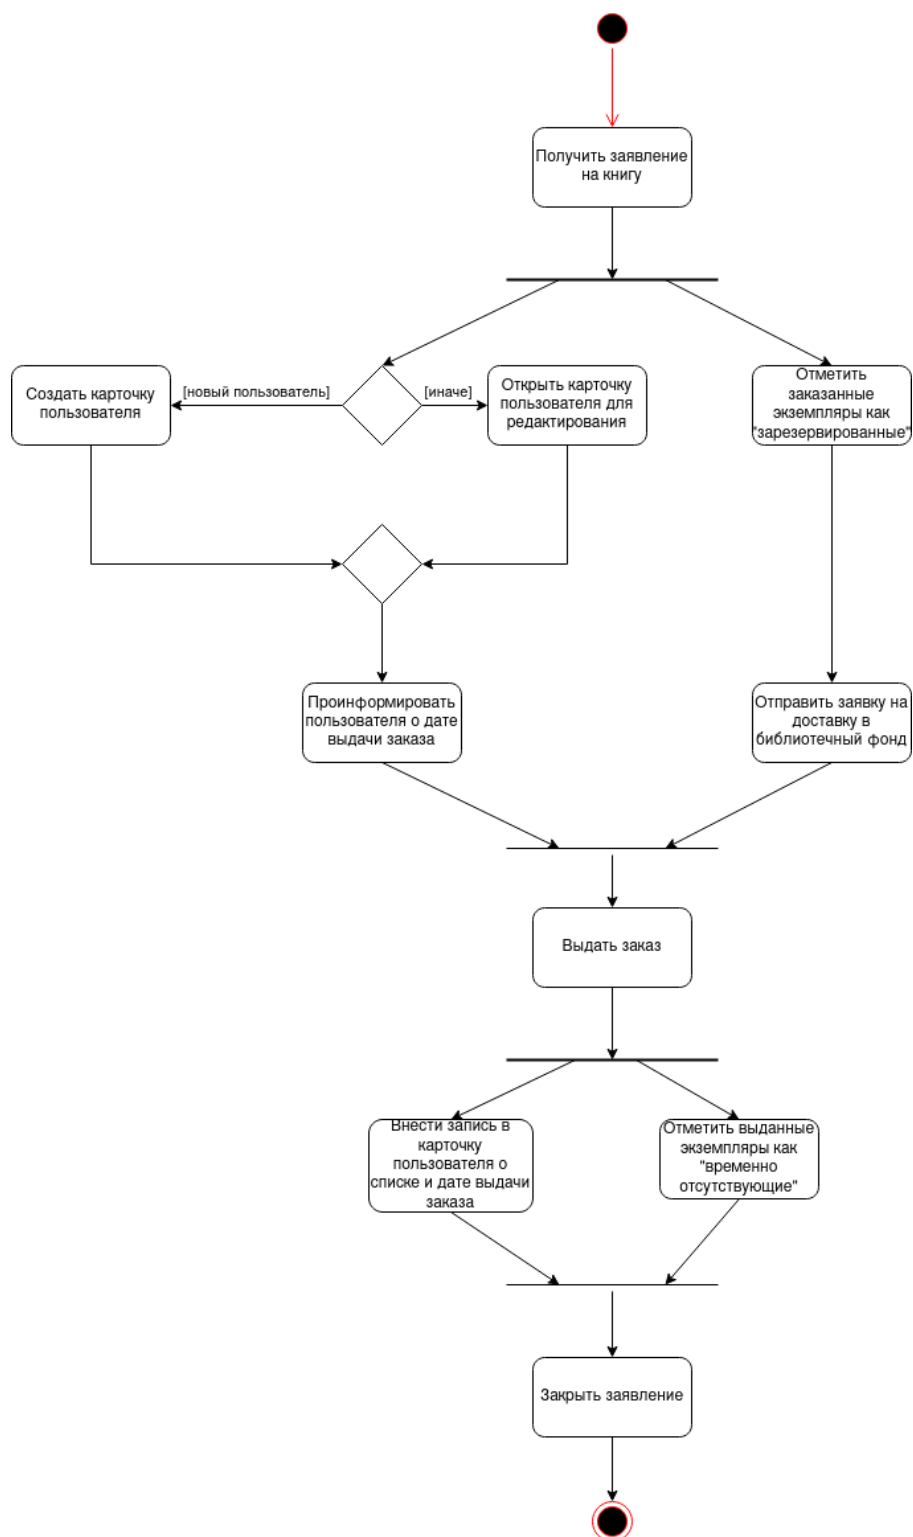 Получить заявление
на книгу
Создать карточку
пользователя
[новый пользователь]
[иначе]
Открыть карточку
пользователя для
редактирования
Отметить
заказанные
экземпляры как
"зарезервированные"
Проинформировать
пользователя о дате
выдачи заказа
Отправить заявку на
доставку в
библиотечный фонд
Выдать заказ
Внести запись в
карточку
пользователя о
списке и дате выдачи
заказа
Отметить выданные
экземпляры как
"временно
отсутствующие"
Закрыть заявление